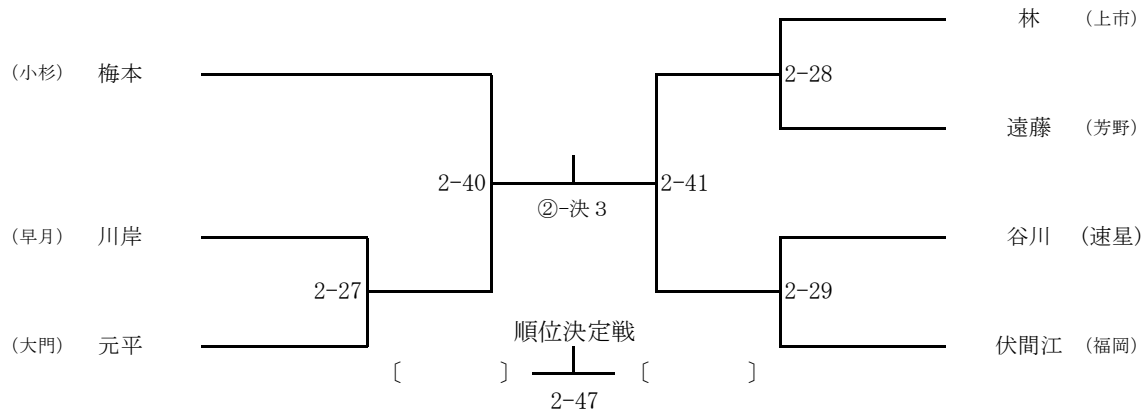 林 （上市）
（小杉） 梅本
2-28
遠藤 （芳野）
2-40
2-41
②-決３
（早月） 川岸
谷川 （速星）
2-27
2-29
順位決定戦
（大門） 元平
伏間江 （福岡）
〔 〕 〔 〕
2-47